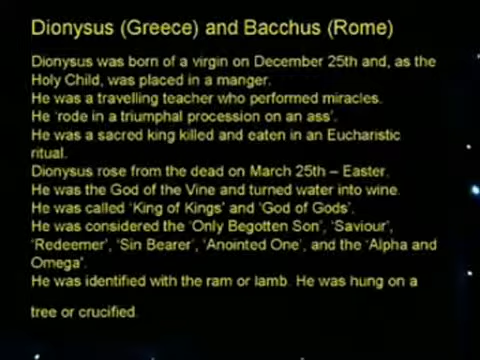 Dionysus (Greece) and Bacchus (Rome)
Dionysus was born of a virgin on December 25th and, as the
Holy Child, was placed in a manger.
He was a travelling teacher who performed miracles.
He 'rode in a triumphal procession on an ass'.
He was a sacred king killed and eaten in an Eucharistic
ritual.
Dionysus rose from the dead on March 25th – Easter.
He was the God of the Vine and turned water into wine.
He was called 'King of Kings' and 'God of Gods'.
He was considered the 'Only Begotten Son', 'Saviour',
'Redeemer', 'Sin Bearer', 'Anointed One', and the 'Alpha and
Omega'.
He was identified with the ram or lamb. He was hung on a
tree or crucified.